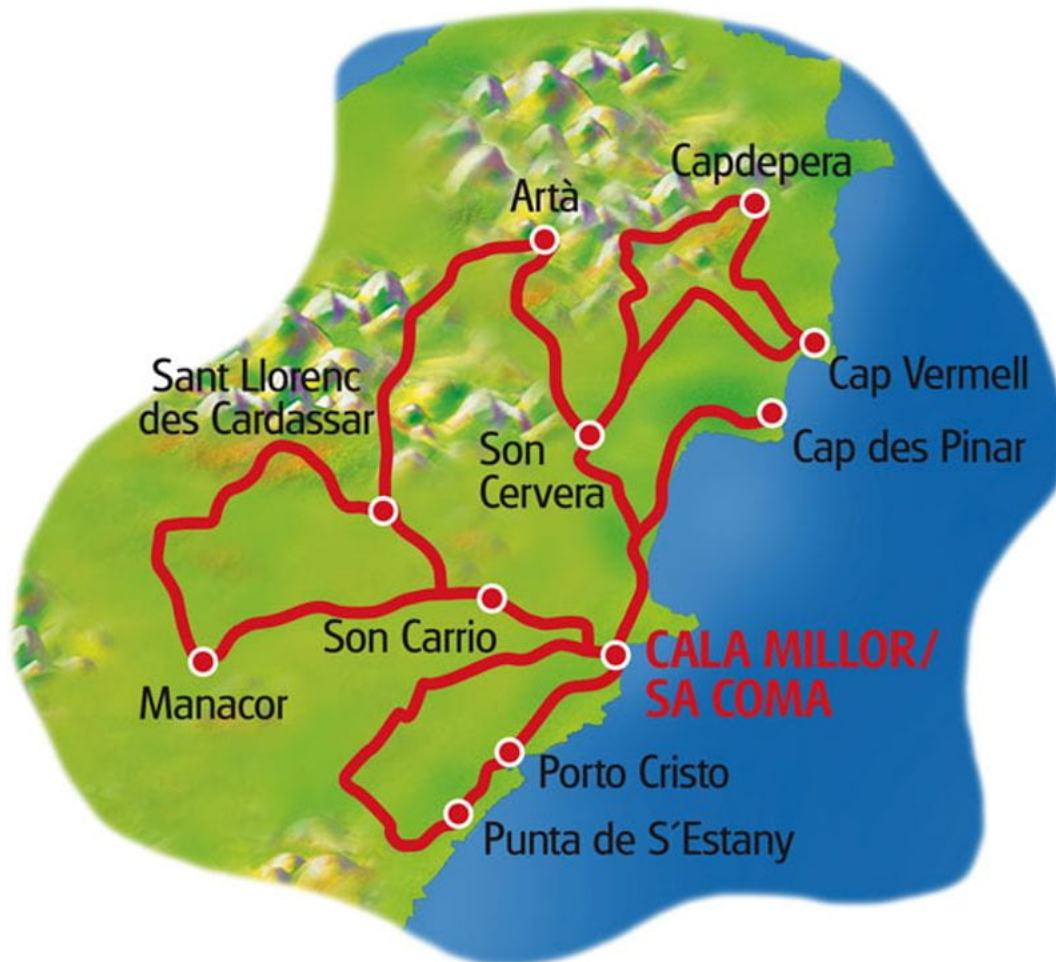 Capdepera
Artà
Cap Vermell
Sant Llorenc
des Cardassar
Cap des Pinar
Son
Cervera
Son Carrio
CALA MILLOR/
SA COMA
Manacor
Porto Cristo
Punta de S´Estany